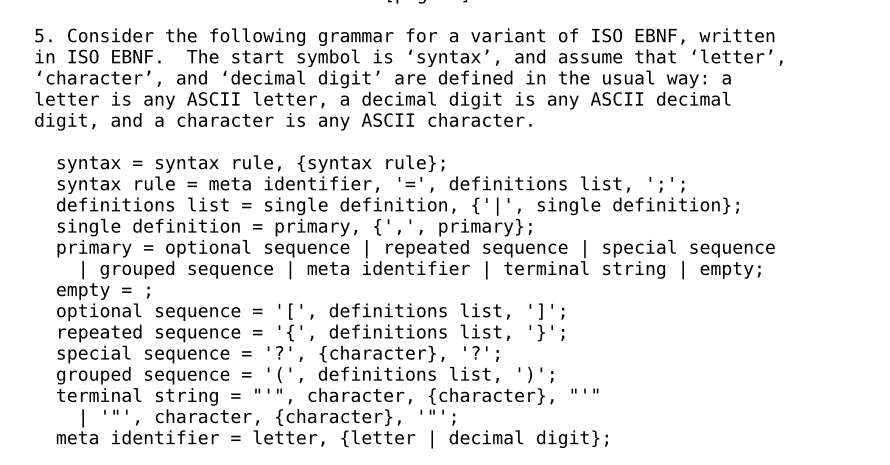 5. Consider the following grammar for a variant of ISO EBNF, written
in ISO EBNF.  The start symbol is ‘syntax’, and assume that ‘letter’,
‘character’, and ‘decimal digit’ are defined in the usual way: a
letter is any ASCII letter, a decimal digit is any ASCII decimal
digit, and a character is any ASCII character.

  syntax = syntax rule, {syntax rule};
  syntax rule = meta identifier, '=', definitions list, ';';
  definitions list = single definition, {'|', single definition};
  single definition = primary, {',', primary};
  primary = optional sequence | repeated sequence | special sequence
    | grouped sequence | meta identifier | terminal string | empty;
  empty = ;
  optional sequence = '[', definitions list, ']';
  repeated sequence = '{', definitions list, '}';
  special sequence = '?', {character}, '?';
  grouped sequence = '(', definitions list, ')';
  terminal string = "'", character, {character}, "'"
    | '"', character, {character}, '"';
  meta identifier = letter, {letter | decimal digit};